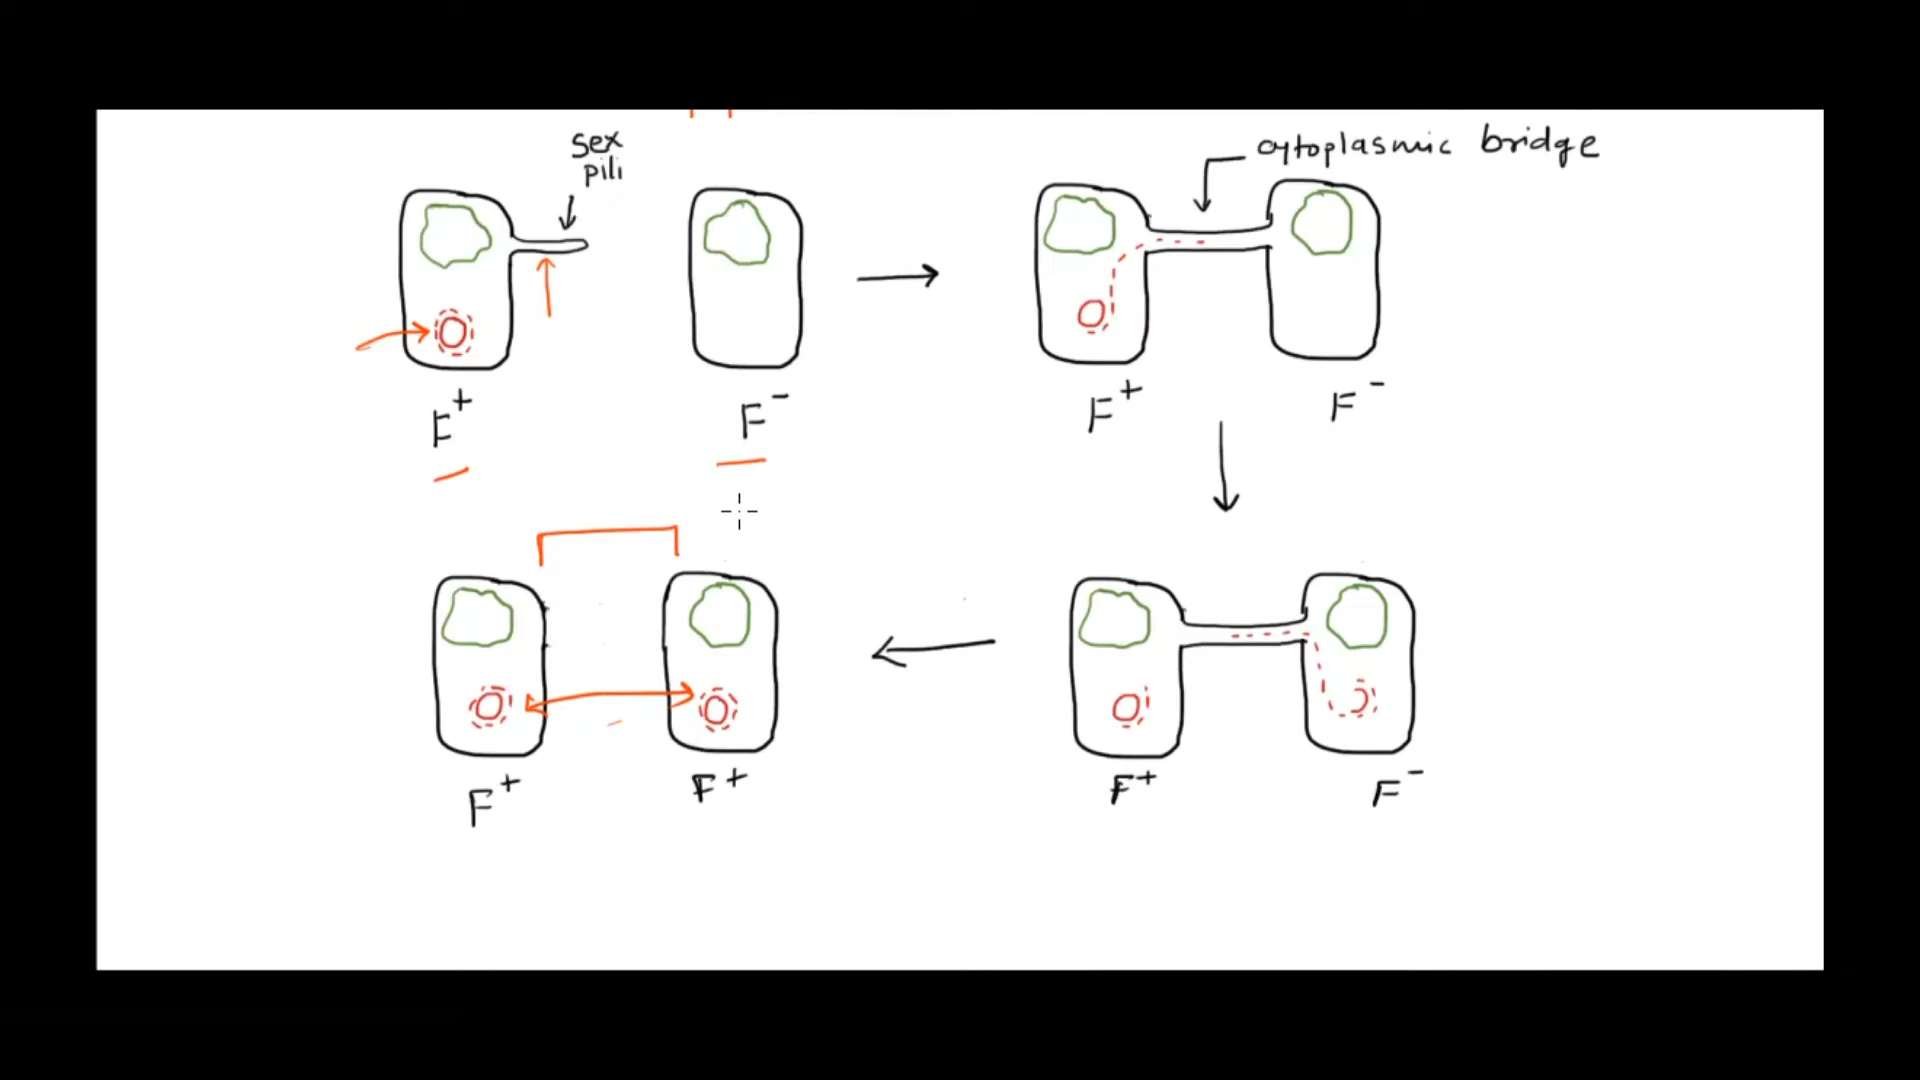 sex
pili
cytoplasmic bridge
F+
F-
F+
F-
F+
F+
F+
F-